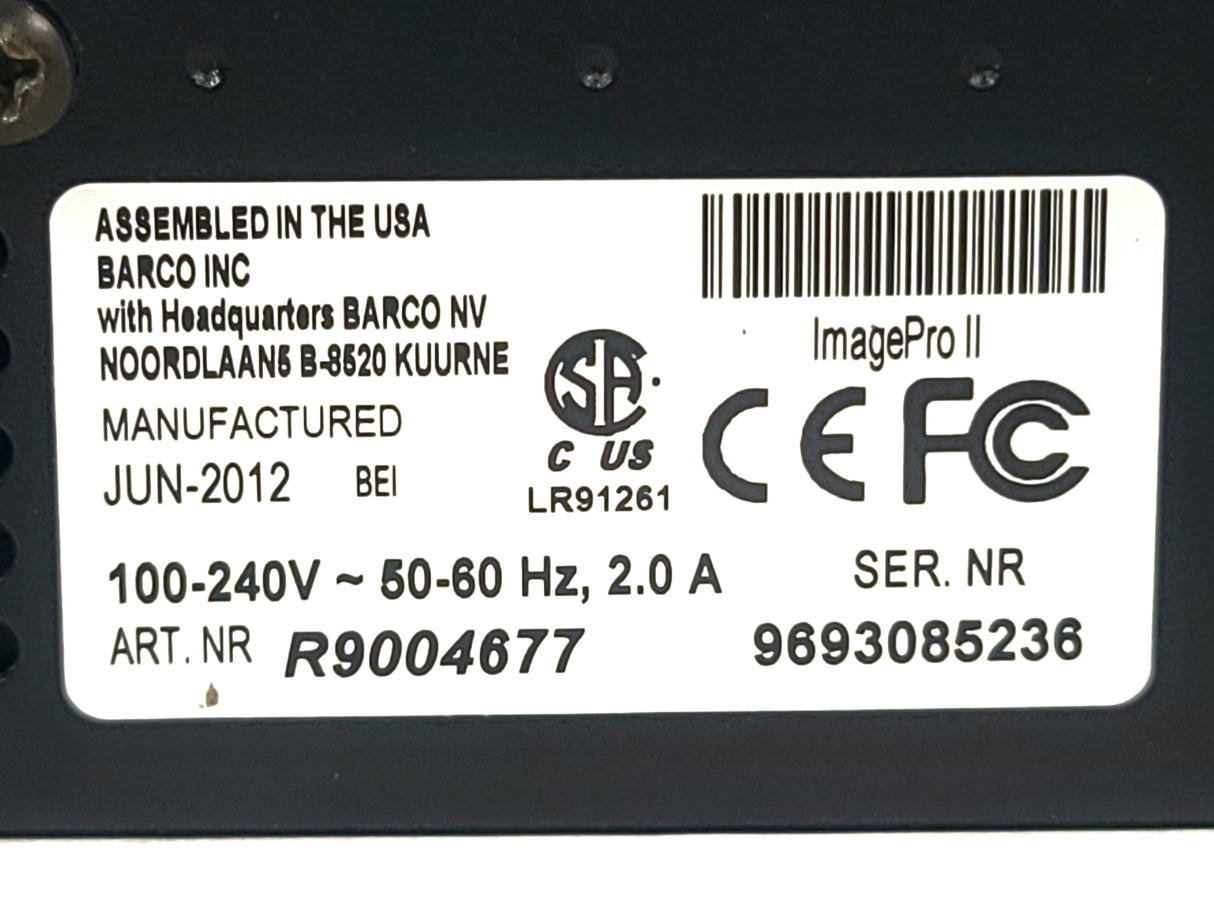 ASSEMBLED IN THE USA
BARCO INC
with Headquarters BARCO NV
NOORDLAAN5 B-8520 KUURNE
MANUFACTURED
JUN-2012 BEI
SA
C US
LR91261
ImagePro II
CE FC
100-240V ~ 50-60 Hz, 2.0 A
SER. NR
ART. NR R9004677
9693085236